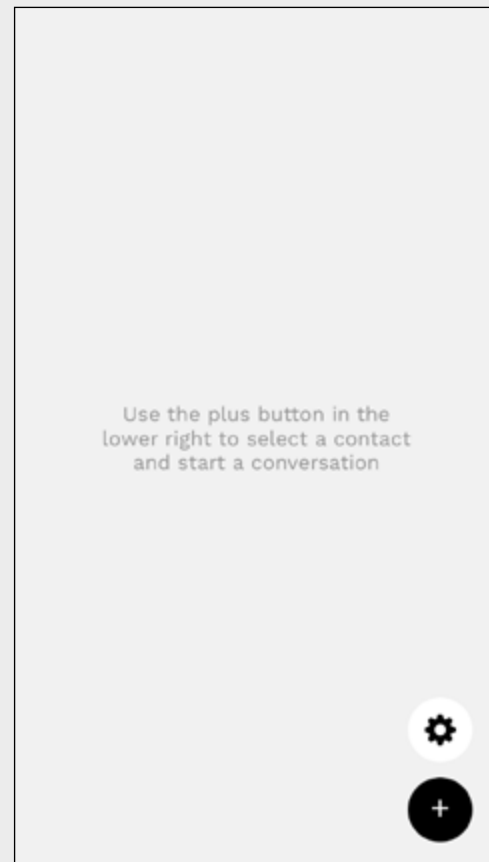 Use the plus button in the
lower right to select a contact
and start a conversation
+